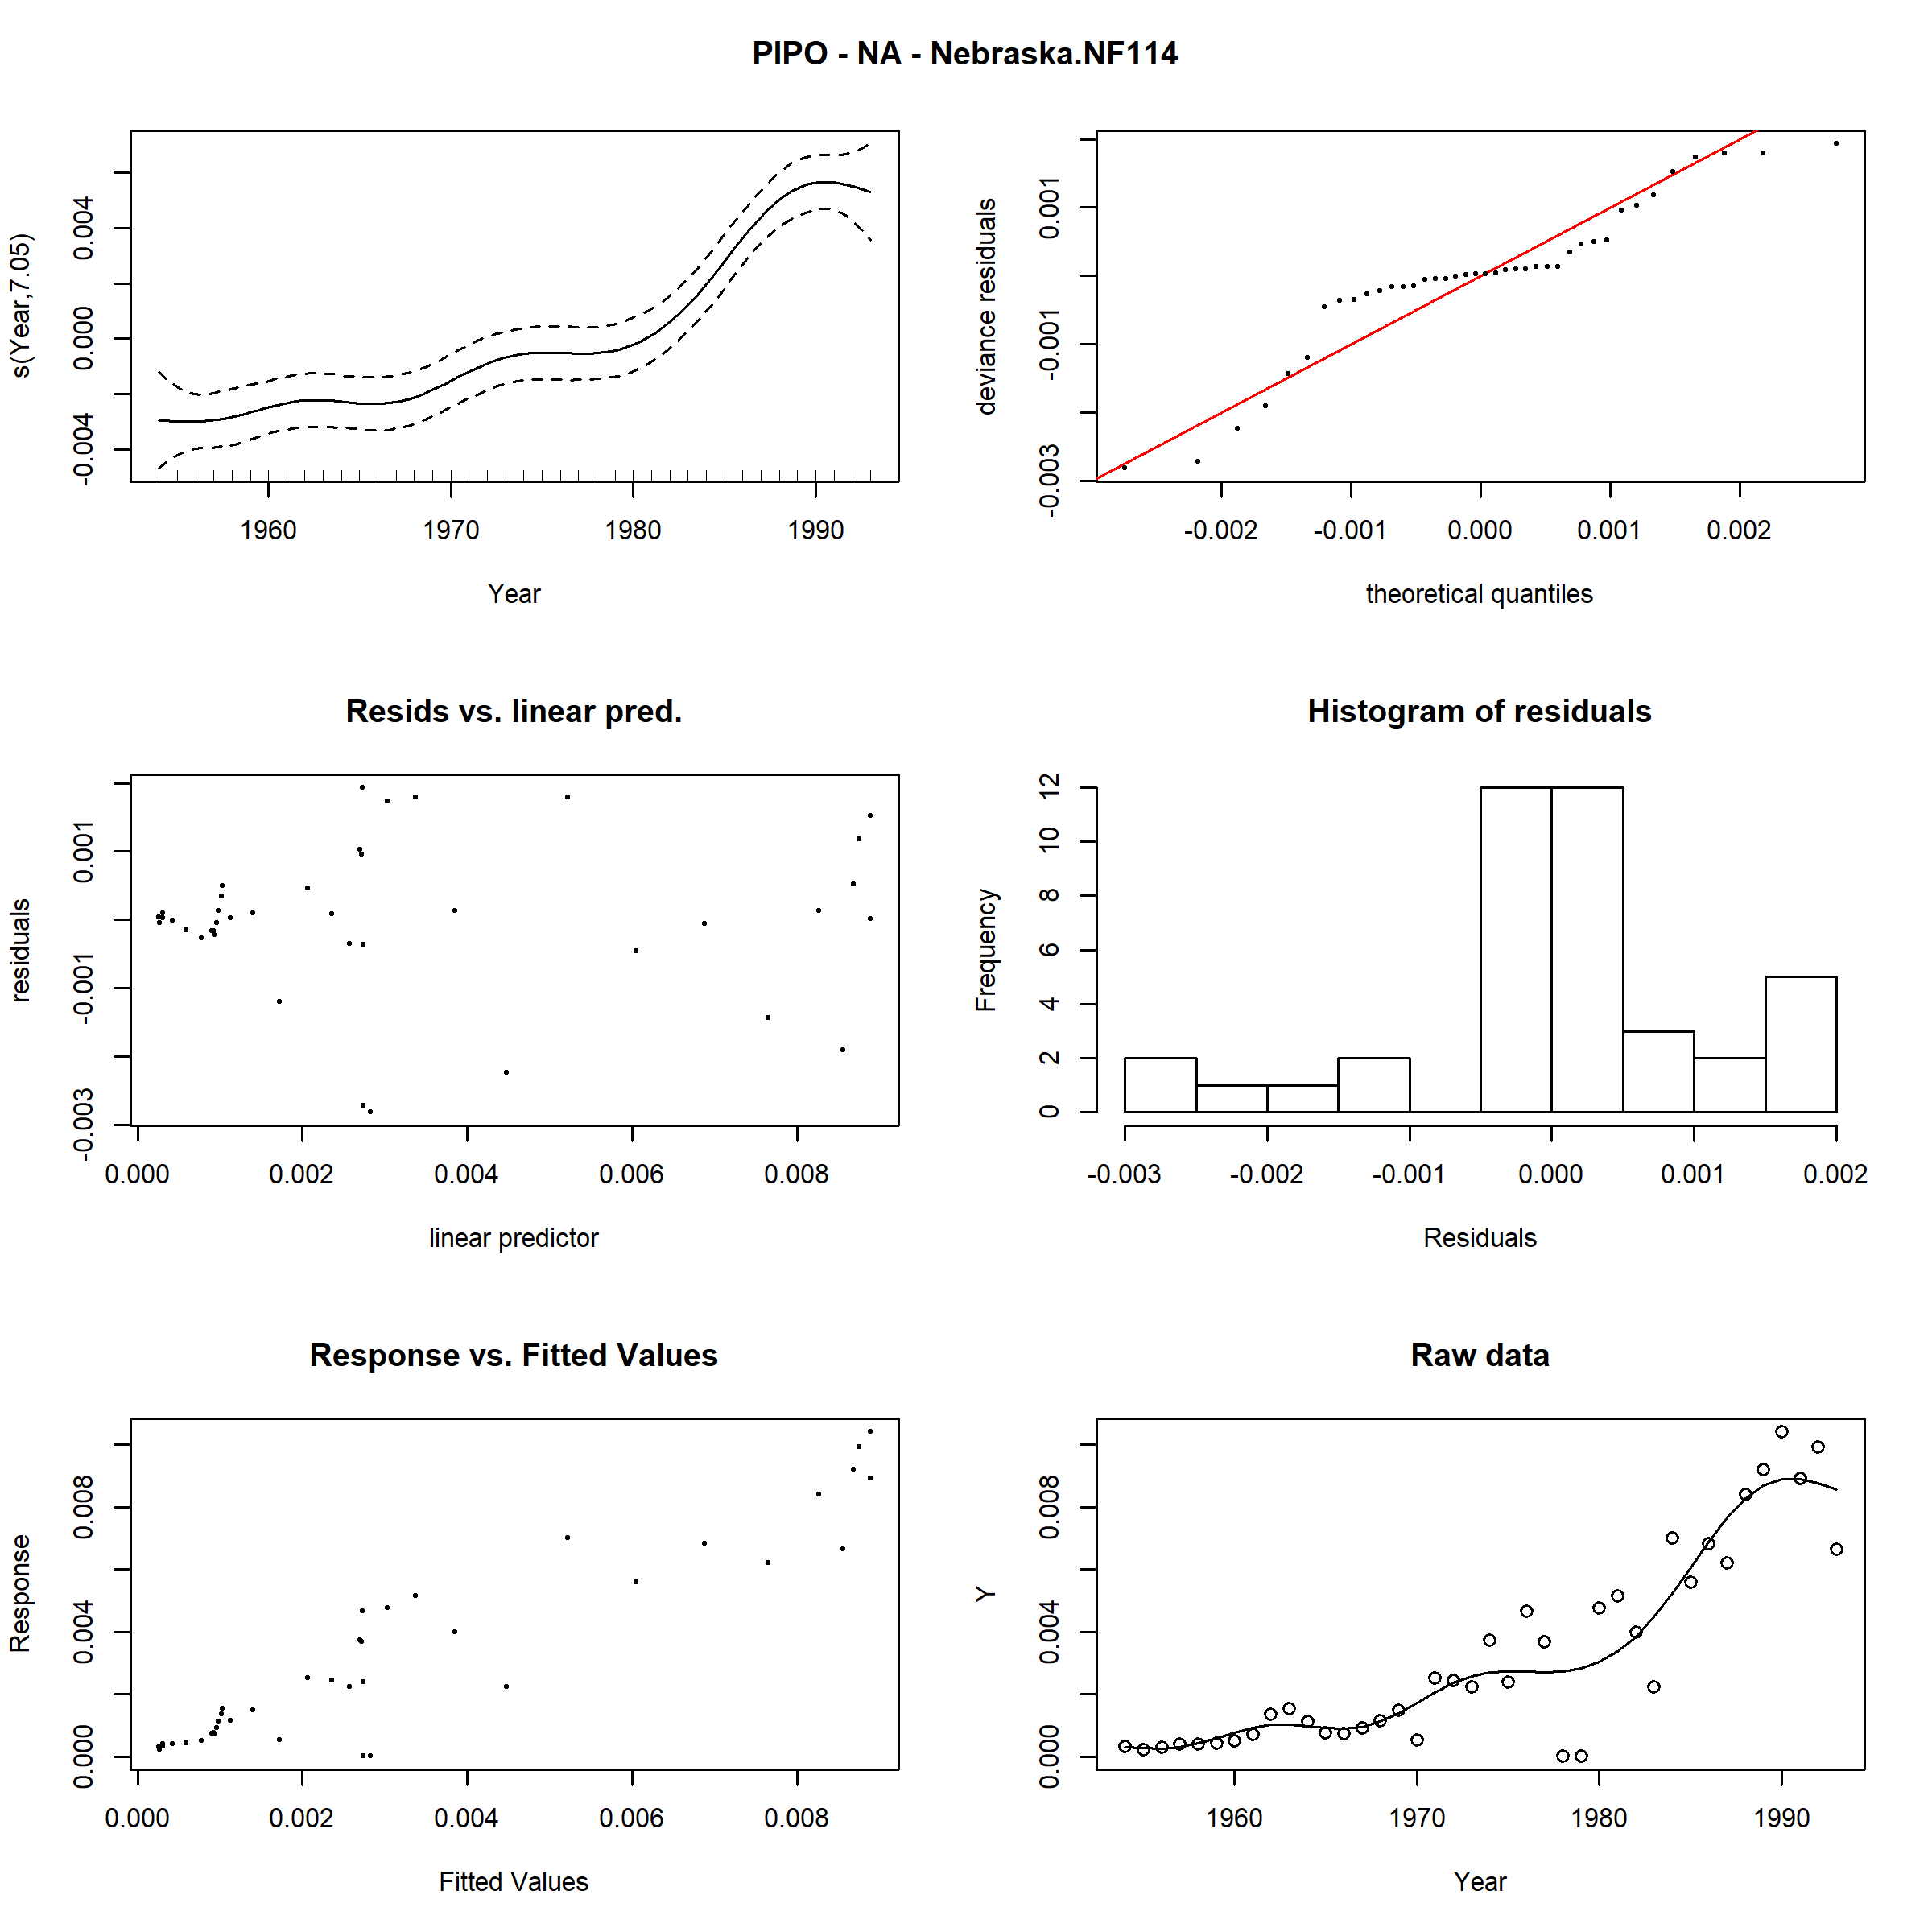 PIPO - NA - Nebraska.NF114
s(Year,7.05)
-0.004 0.000 0.004
1960 1970 1980 1990
Year
deviance residuals
-0.003 -0.001 0.001
-0.002 -0.001 0.000 0.001 0.002
theoretical quantiles
Resids vs. linear pred.
residuals
-0.003 -0.001 0.001
0.000 0.002 0.004 0.006 0.008
linear predictor
Histogram of residuals
Frequency
0 2 4 6 8 10 12
-0.003 -0.002 -0.001 0.000 0.001 0.002
Residuals
Response vs. Fitted Values
Response
0.000 0.004 0.008
0.000 0.002 0.004 0.006 0.008
Fitted Values
Raw data
Y
0.000 0.004 0.008
1960 1970 1980 1990
Year